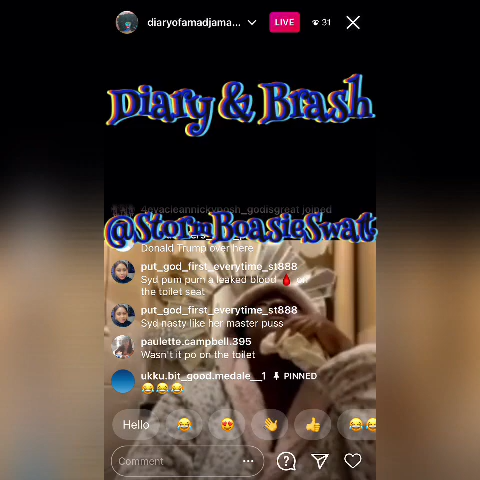 diaryofamadjama...
LIVE
31
Diary & Brash
joined
@StormBoasieSwatt
Donald Trump over here
put_god_first_everytime_st888
Syd pum pum a leaked blood 🩸 on
the toilet seat
put_god_first_everytime_st888
Syd nasty like her master puss
paulette.campbell.395
Wasn't it po on the toilet
ukku.bit_good.medale__1 PINNED
😂😂😂
Hello 😂 😍 👋 👍 😂😂
Comment